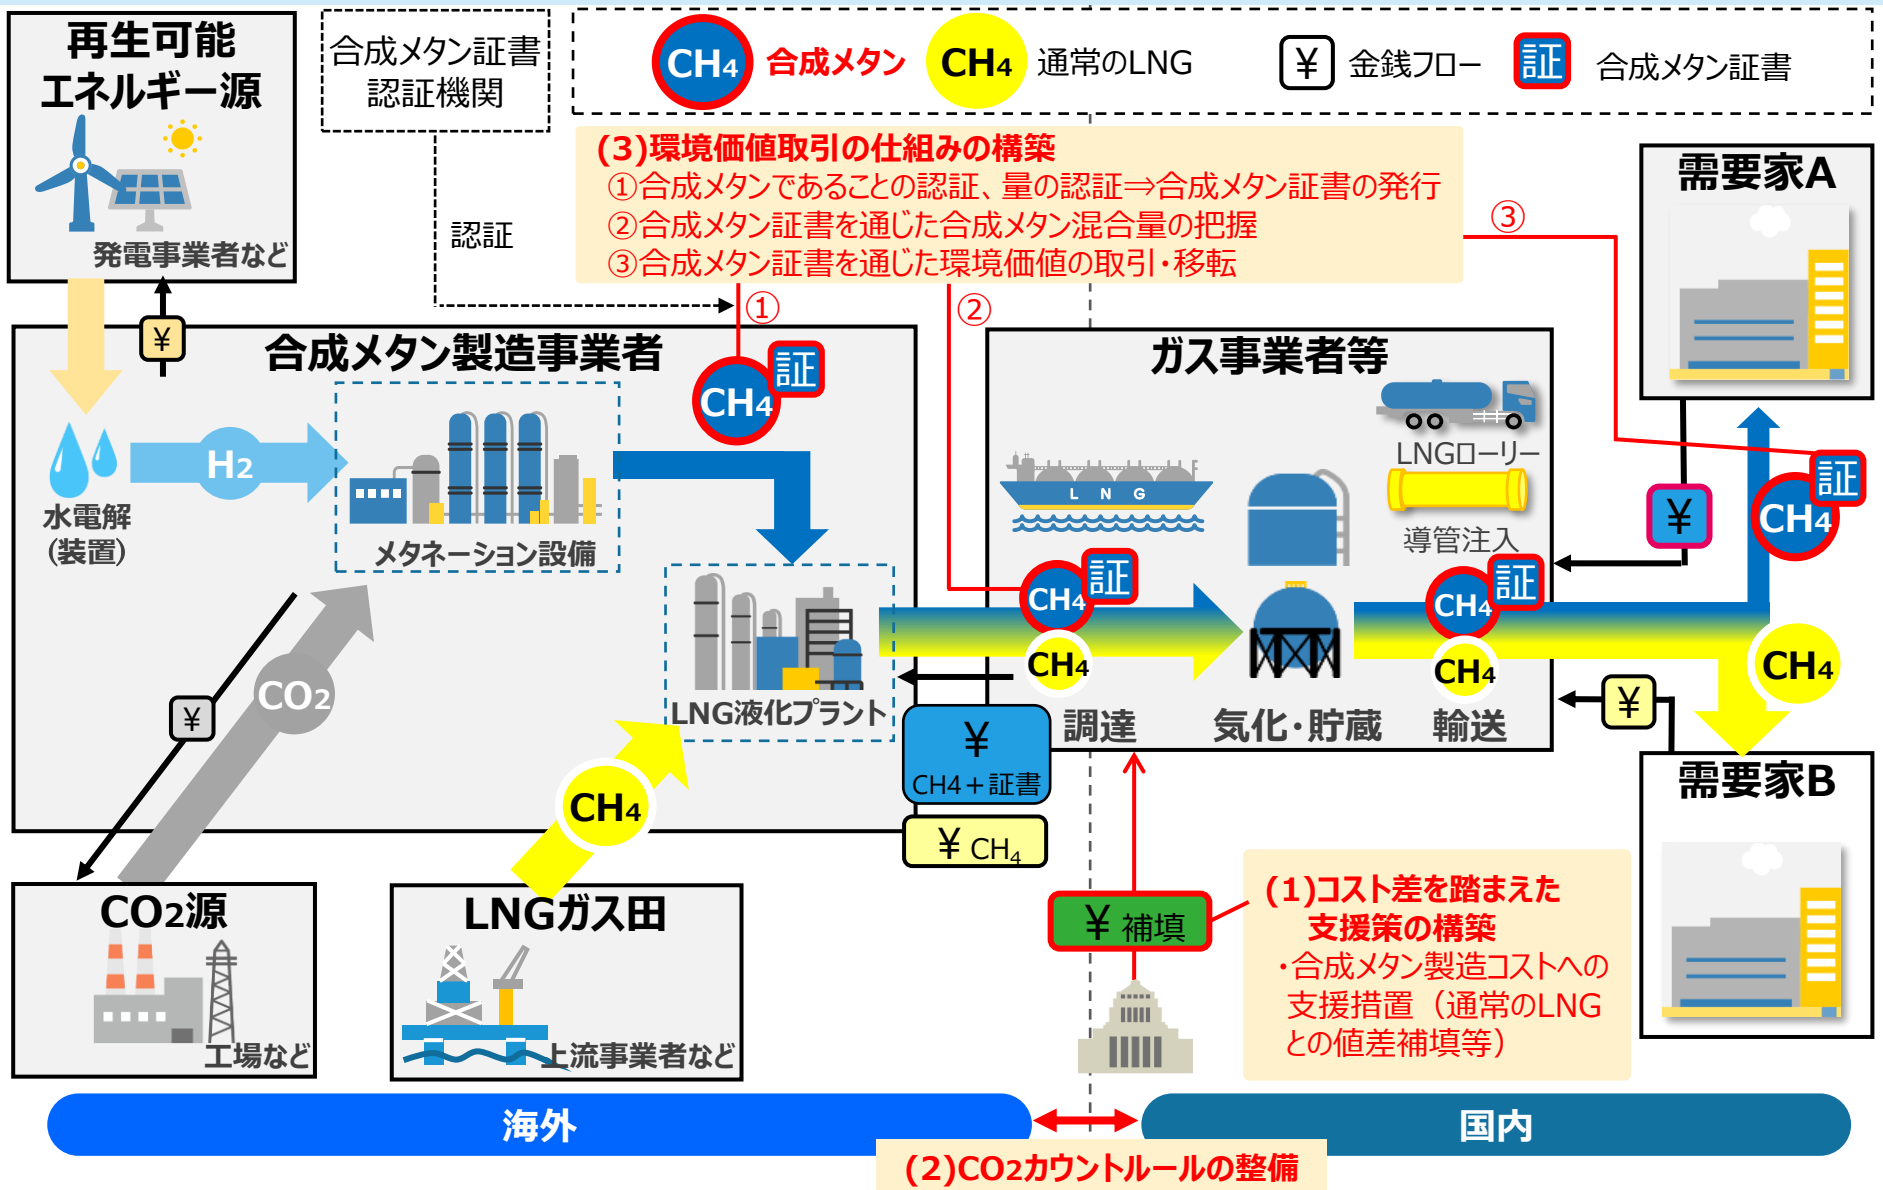 再生可能
エネルギー源
発電事業者など
合成メタン証書
認証機関
CH4 合成メタン
CH4 通常のLNG
¥ 金銭フロー
証 合成メタン証書
(3)環境価値取引の仕組みの構築
①合成メタンであることの認証、量の認証⇒合成メタン証書の発行
②合成メタン証書を通じた合成メタン混合量の把握
③合成メタン証書を通じた環境価値の取引・移転
認証
①
②
③
需要家A
¥
合成メタン製造事業者
CH4
証
H2
水電解
(装置)
メタネーション設備
LNG液化プラント
CO2
¥
CH4
ガス事業者等
LNGローリー
導管注入
L N G
CH4
証
CH4
CH4
証
CH4
調達
気化・貯蔵
輸送
¥
CH4
証
CH4
¥
¥
CH4+証書
¥ CH4
需要家B
CO2源
工場など
LNGガス田
上流事業者など
¥ 補填
(1)コスト差を踏まえた
支援策の構築
・合成メタン製造コストへの
支援措置（通常のLNG
との値差補填等）
海外
国内
(2)CO2カウントルールの整備